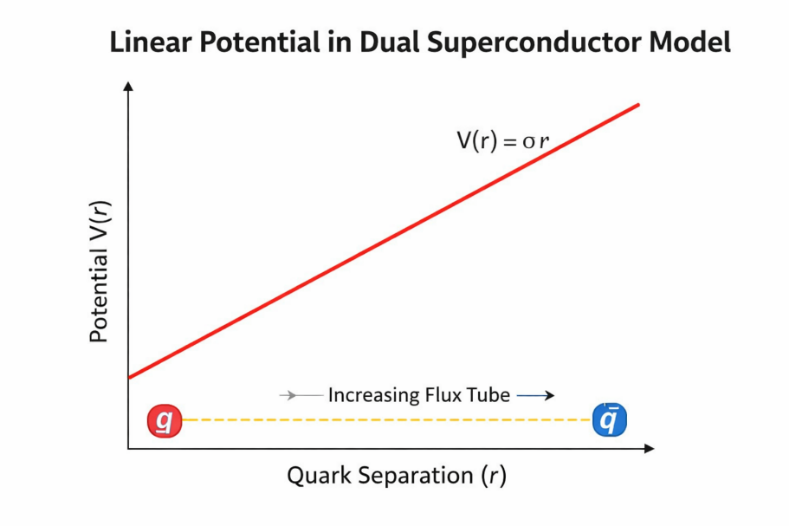 Linear Potential in Dual Superconductor Model
V(r) = σr
Potential V(r)
Increasing Flux Tube
q
q̄
Quark Separation (r)